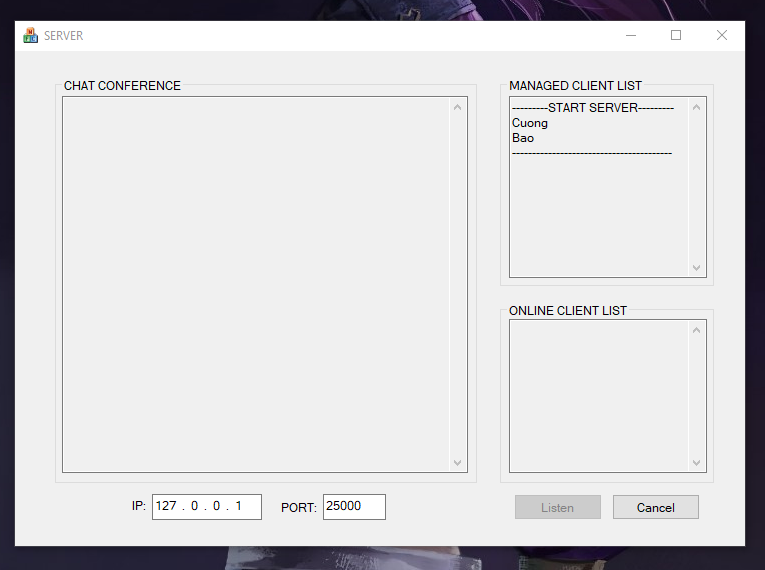 SERVER
CHAT CONFERENCE
MANAGED CLIENT LIST
---------START SERVER---------
Cuong
Bao
----------------------------------------
ONLINE CLIENT LIST
IP: 127 . 0 . 0 . 1 PORT: 25000 Listen Cancel